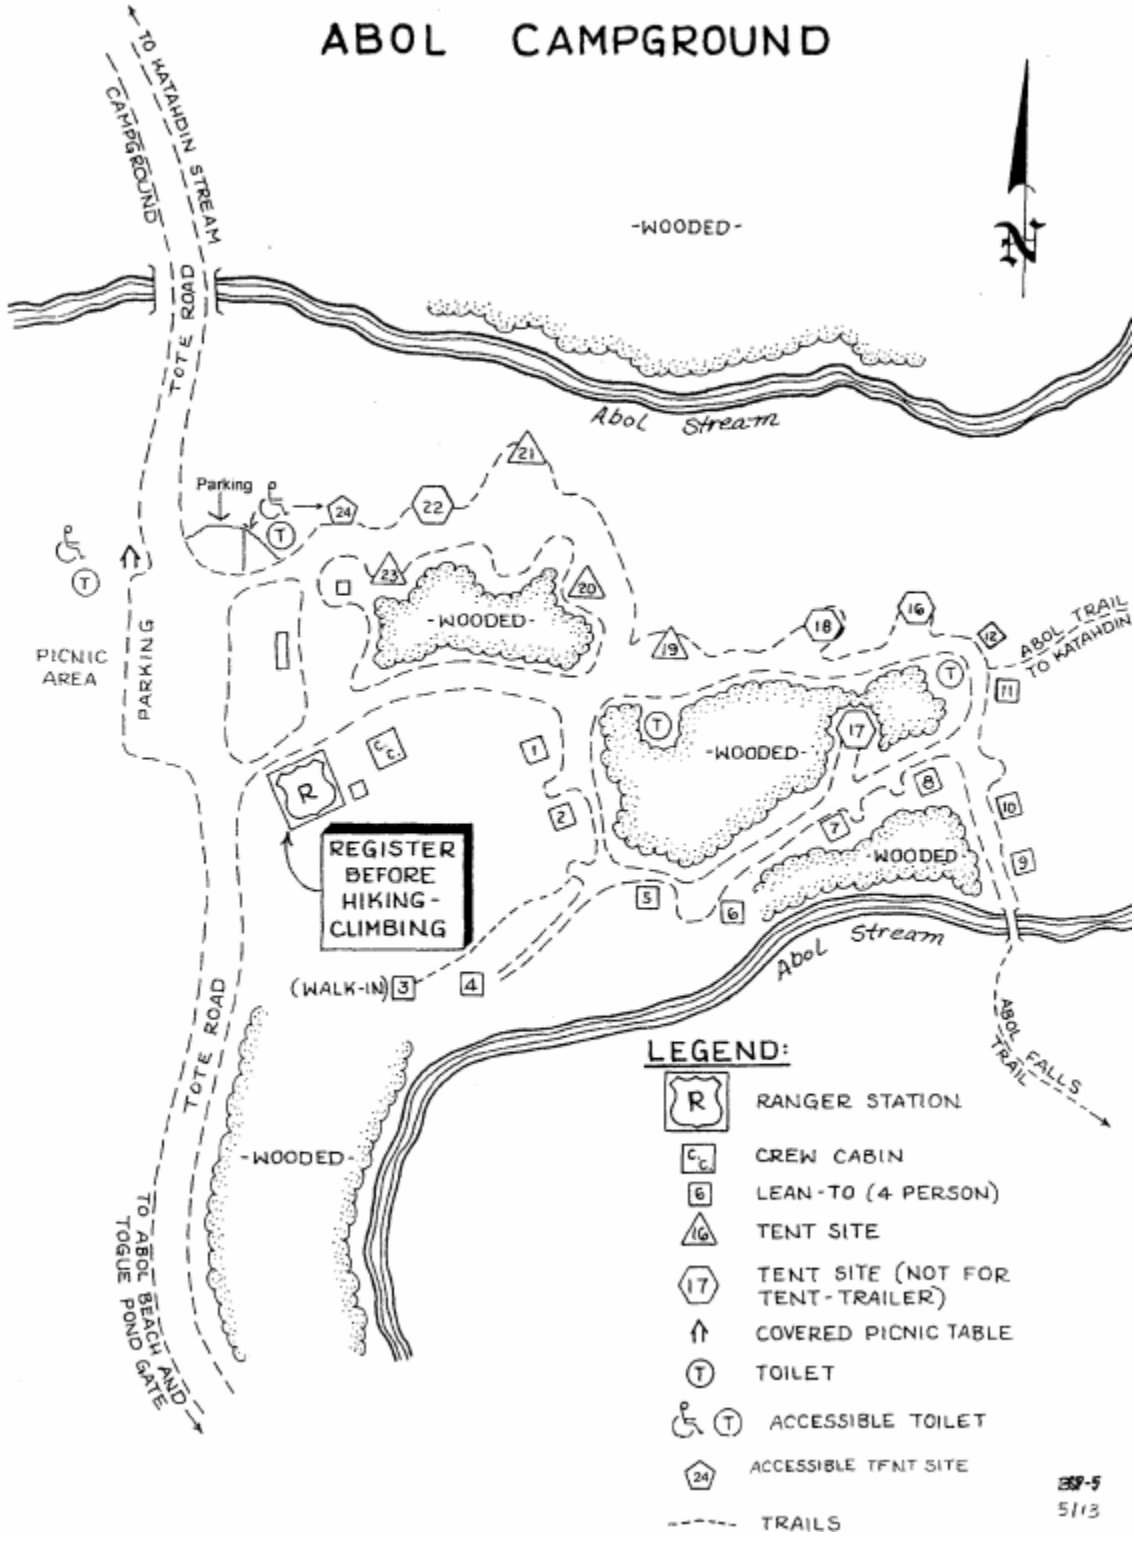 ABOL CAMPGROUND
TO KATAHDIN STREAM
CAMPGROUND
-WOODED-
N
TOTE ROAD
Abol Stream
Parking
24
22
21
T
T
23
20
-WOODED-
PICNIC
AREA
PARKING
19
18
16
12
ABOL TRAIL
TO KATAHDIN
T
11
T
17
-WOODED-
1
C.C.
R
2
8
10
7
-WOODED-
9
REGISTER
BEFORE
HIKING-
CLIMBING
5
6
Abol Stream
(WALK-IN) 3
4
TOTE ROAD
ABOL FALLS
TRAIL
-WOODED-
TO ABOL BEACH AND
TOGUE POND GATE
LEGEND:
R RANGER STATION
C.C. CREW CABIN
6 LEAN-TO (4 PERSON)
16 TENT SITE
17 TENT SITE (NOT FOR
TENT-TRAILER)
COVERED PICNIC TABLE
T TOILET
T ACCESSIBLE TOILET
24 ACCESSIBLE TENT SITE
TRAILS
5/13